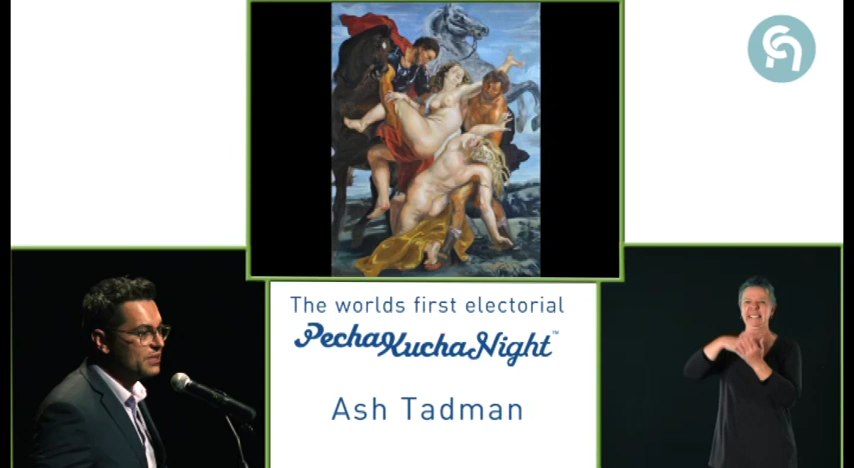 The worlds first electorial
PechaKuchaNight™
Ash Tadman